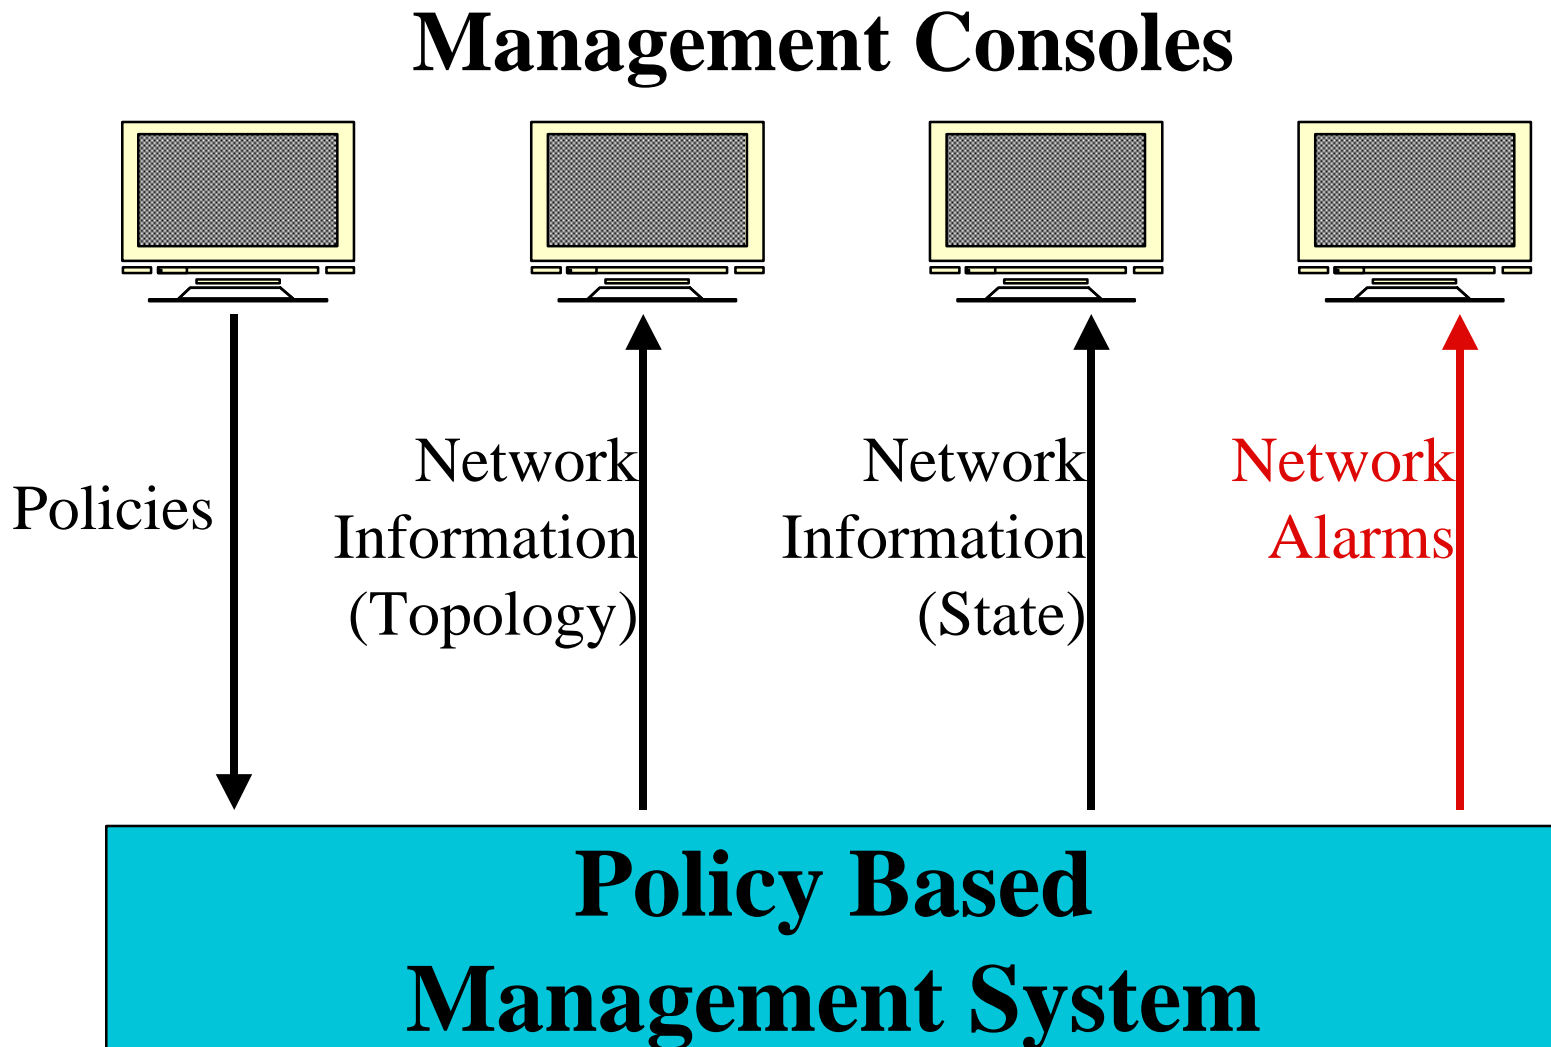 Management Consoles
Policies
Network
Information
(Topology)
Network
Information
(State)
Network
Alarms
Policy Based
Management System